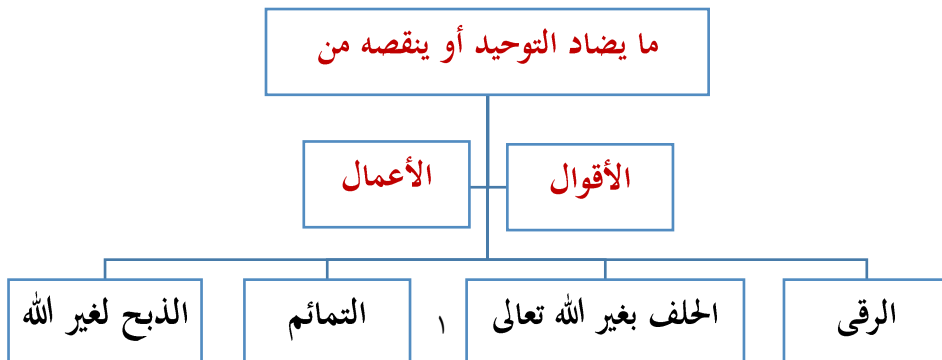 ما يضاد التوحيد أو ينقصه من
الأقوال
الأعمال
الرقى
الحلف بغير الله تعالى
١
التمائم
الذبح لغير الله